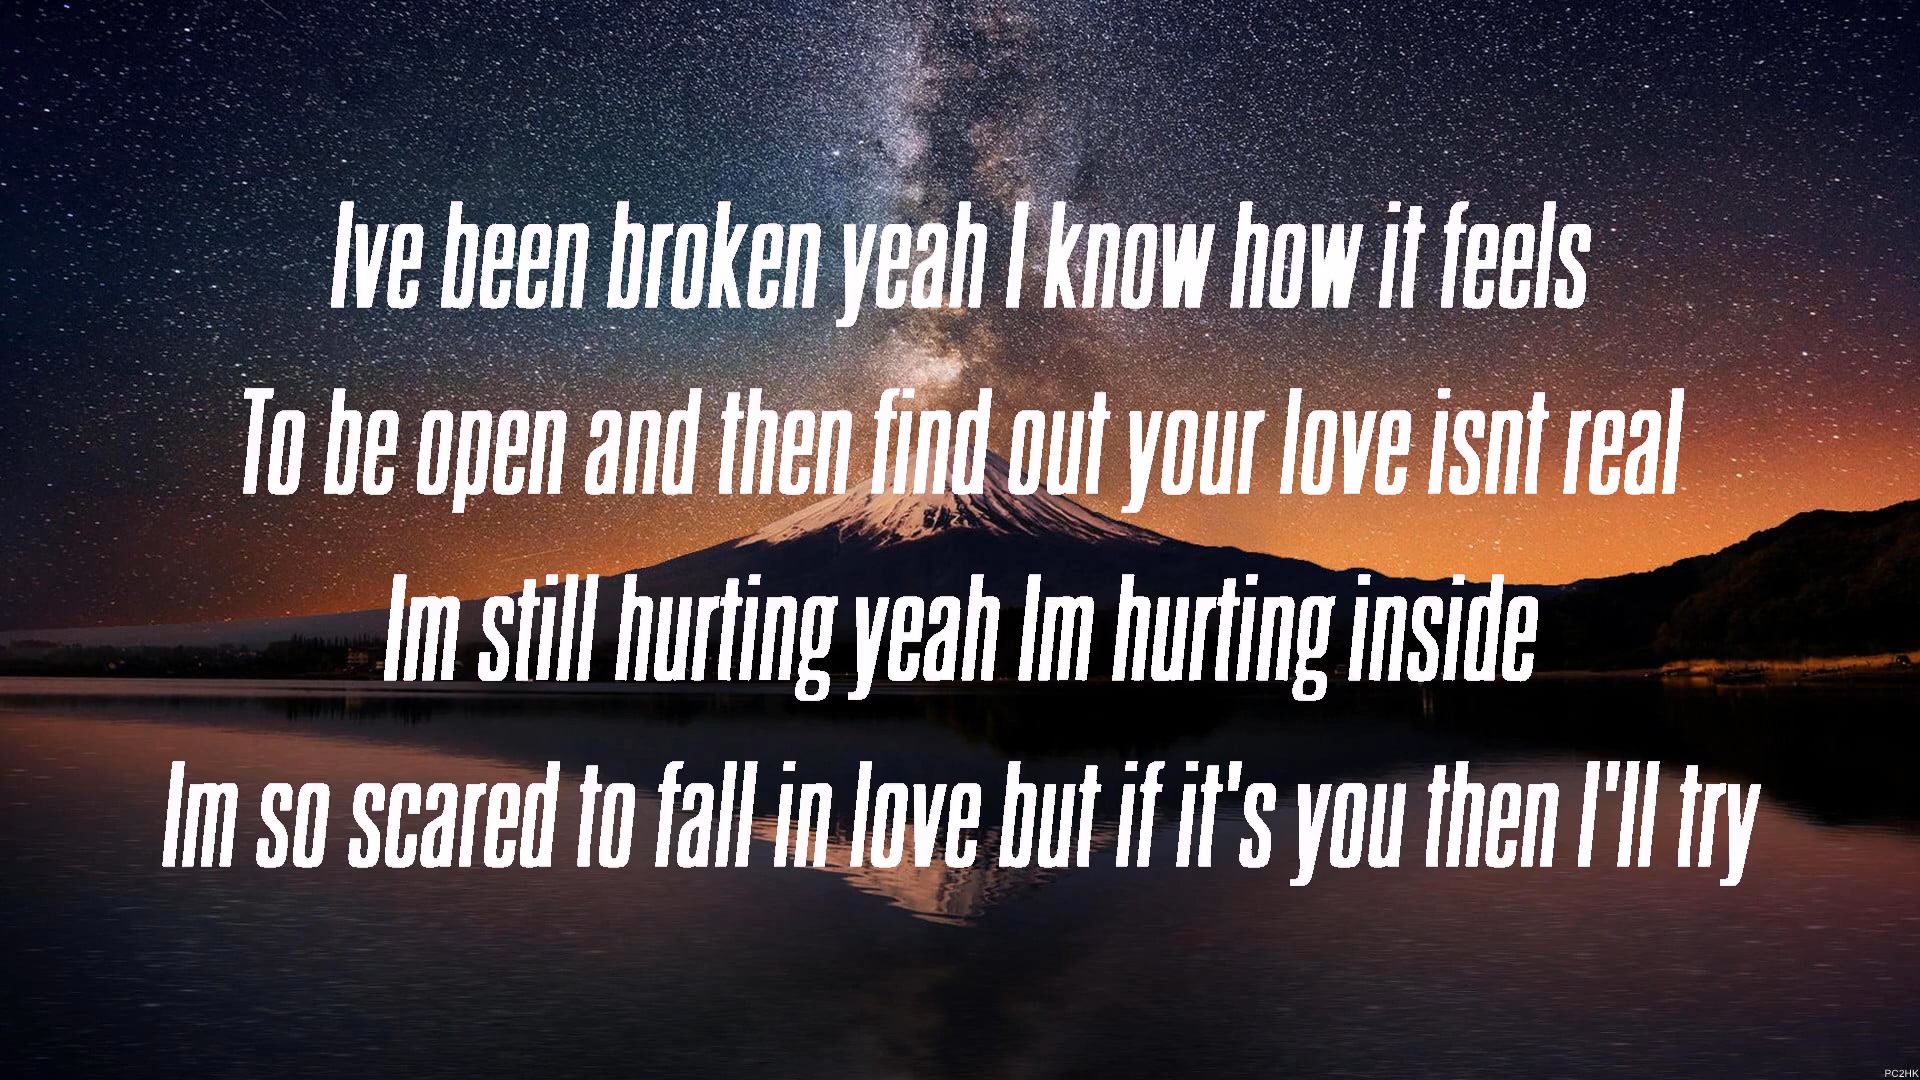 Ive been broken yeah I know how it feels
To be open and then find out your love isnt real
Im still hurting yeah Im hurting inside
Im so scared to fall in love but if it's you then I'll try
PC2HK